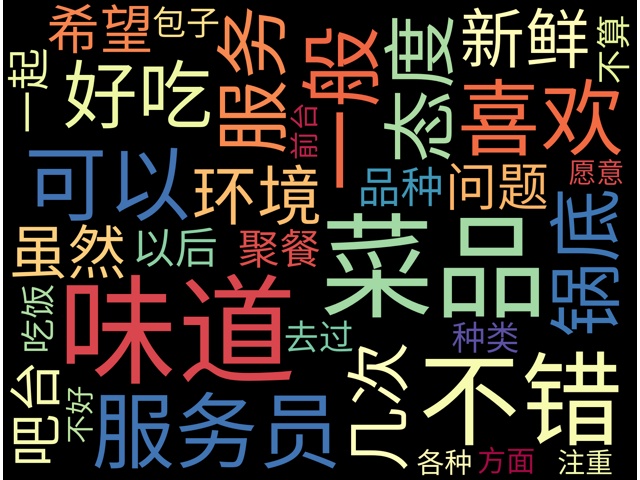 希望
包子
服务
一般
态度
新鲜
不算
一起
好吃
前台
喜欢
可以
环境
品种
问题
愿意
虽然
以后
聚餐
菜品
锅底
吃饭
味道
去过
种类
吧台
不好
服务员
几次
不错
各种
方面
注重